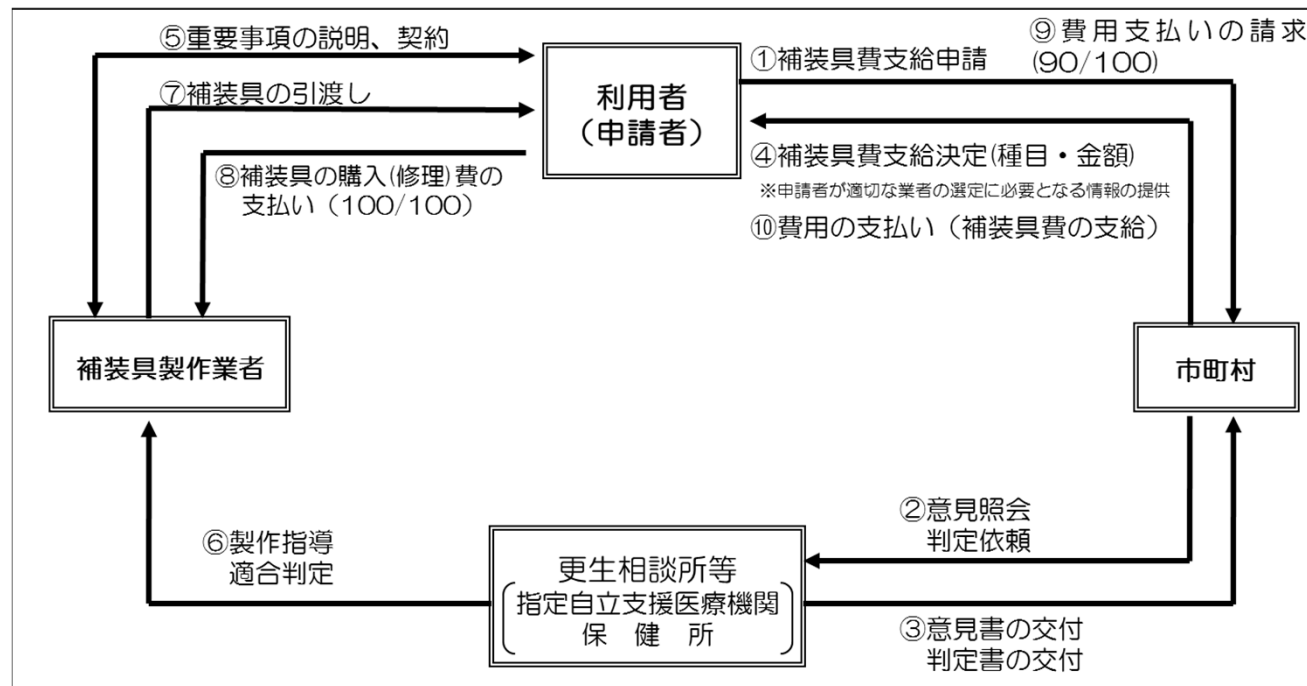 ⑤重要事項の説明、契約
⑦補装具の引渡し
⑧補装具の購入(修理)費の
支払い（100/100）
利用者
（申請者）
①補装具費支給申請
⑨費用支払いの請求
(90/100)
④補装具費支給決定(種目・金額)
※申請者が適切な業者の選定に必要となる情報の提供
⑩費用の支払い（補装具費の支給）
補装具製作業者
市町村
⑥製作指導
適合判定
更生相談所等
指定自立支援医療機関
保健所
②意見照会
判定依頼
③意見書の交付
判定書の交付